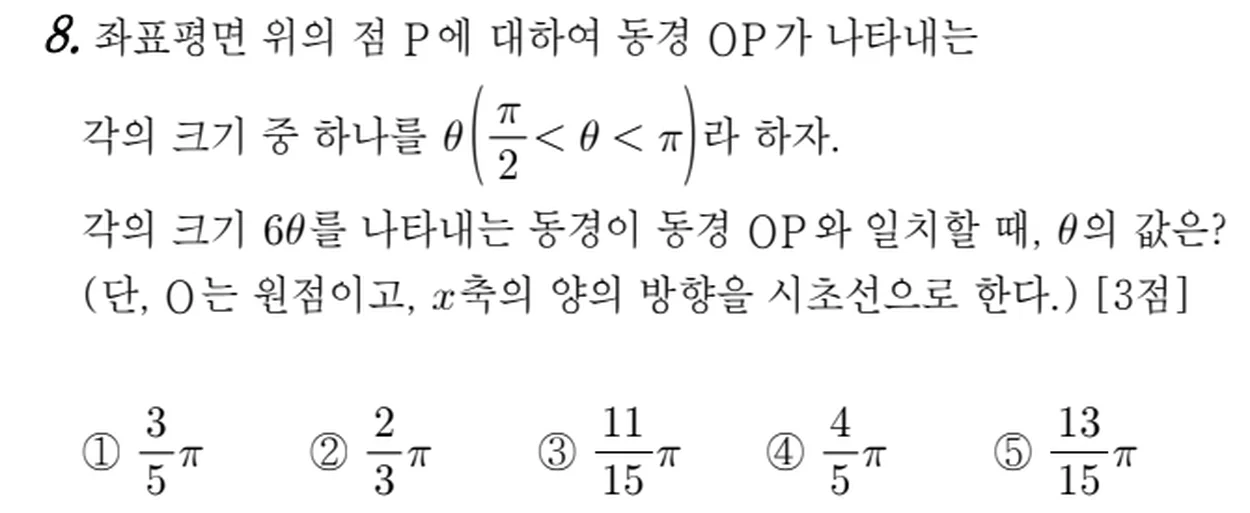 8. 좌표평면 위의 점 P에 대하여 동경 OP가 나타내는
각의 크기 중 하나를 θ(π/2 < θ < π)라 하자.
각의 크기 6θ를 나타내는 동경이 동경 OP와 일치할 때, θ의 값은?
(단, O는 원점이고, x축의 양의 방향을 시초선으로 한다.) [3점]
① 3/5 π ② 2/3 π ③ 11/15 π ④ 4/5 π ⑤ 13/15 π